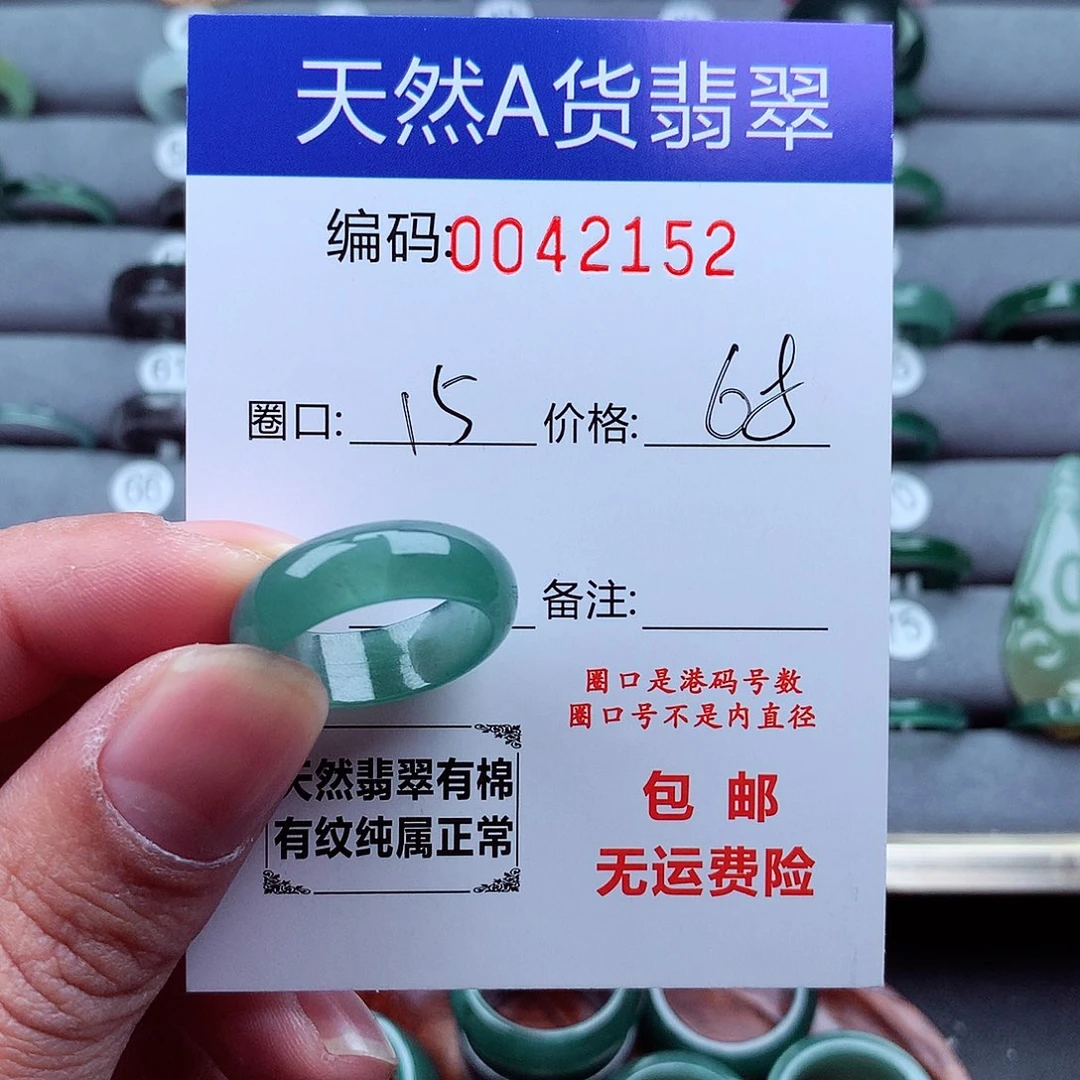 天然A货翡翠
编码:0042152
圈口: 15 价格: 68
备注:
圈口是港码号数
圈口号不是内直径
天然翡翠有棉
有纹纯属正常
包 邮
无运费险
66